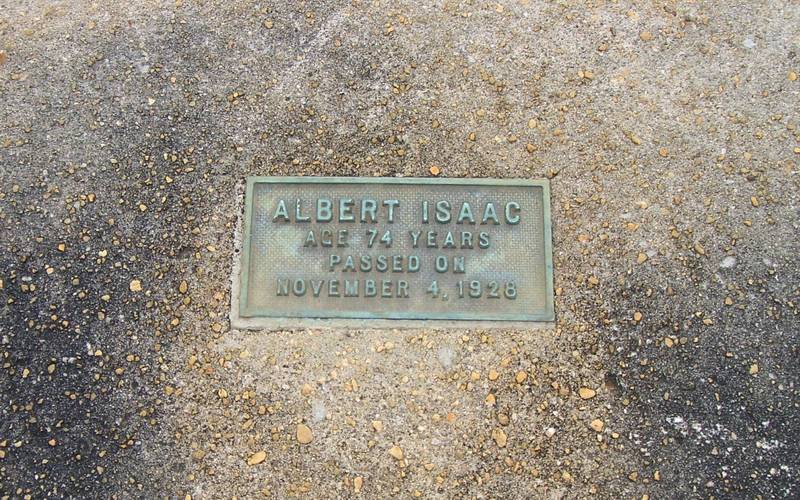 ALBERT ISAAC
AGE 74 YEARS
PASSED ON
NOVEMBER 4, 1928